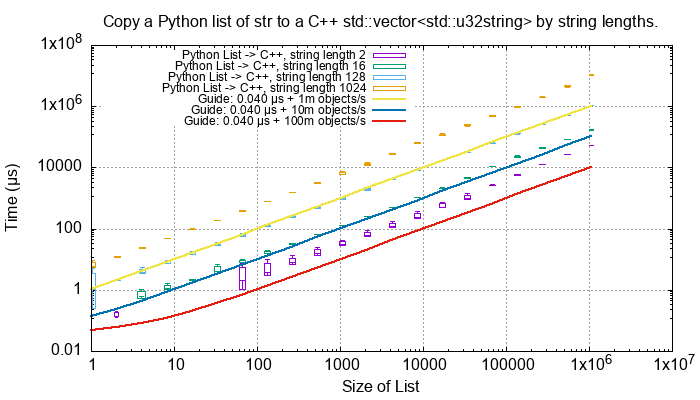 Copy a Python list of str to a C++ std::vector<std::u32string> by string lengths.
1x10^8
1x10^6
10000
100
1
0.01
Time (µs)
Python List -> C++, string length 2
Python List -> C++, string length 16
Python List -> C++, string length 128
Python List -> C++, string length 1024
Guide: 0.040 µs + 1m objects/s
Guide: 0.040 µs + 10m objects/s
Guide: 0.040 µs + 100m objects/s
1 10 100 1000 10000 100000 1x10^6 1x10^7
Size of List